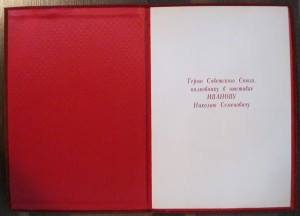 Герою Советского Союза,
полковнику в отставке
ИВАНОВУ
Николаю Семеновичу